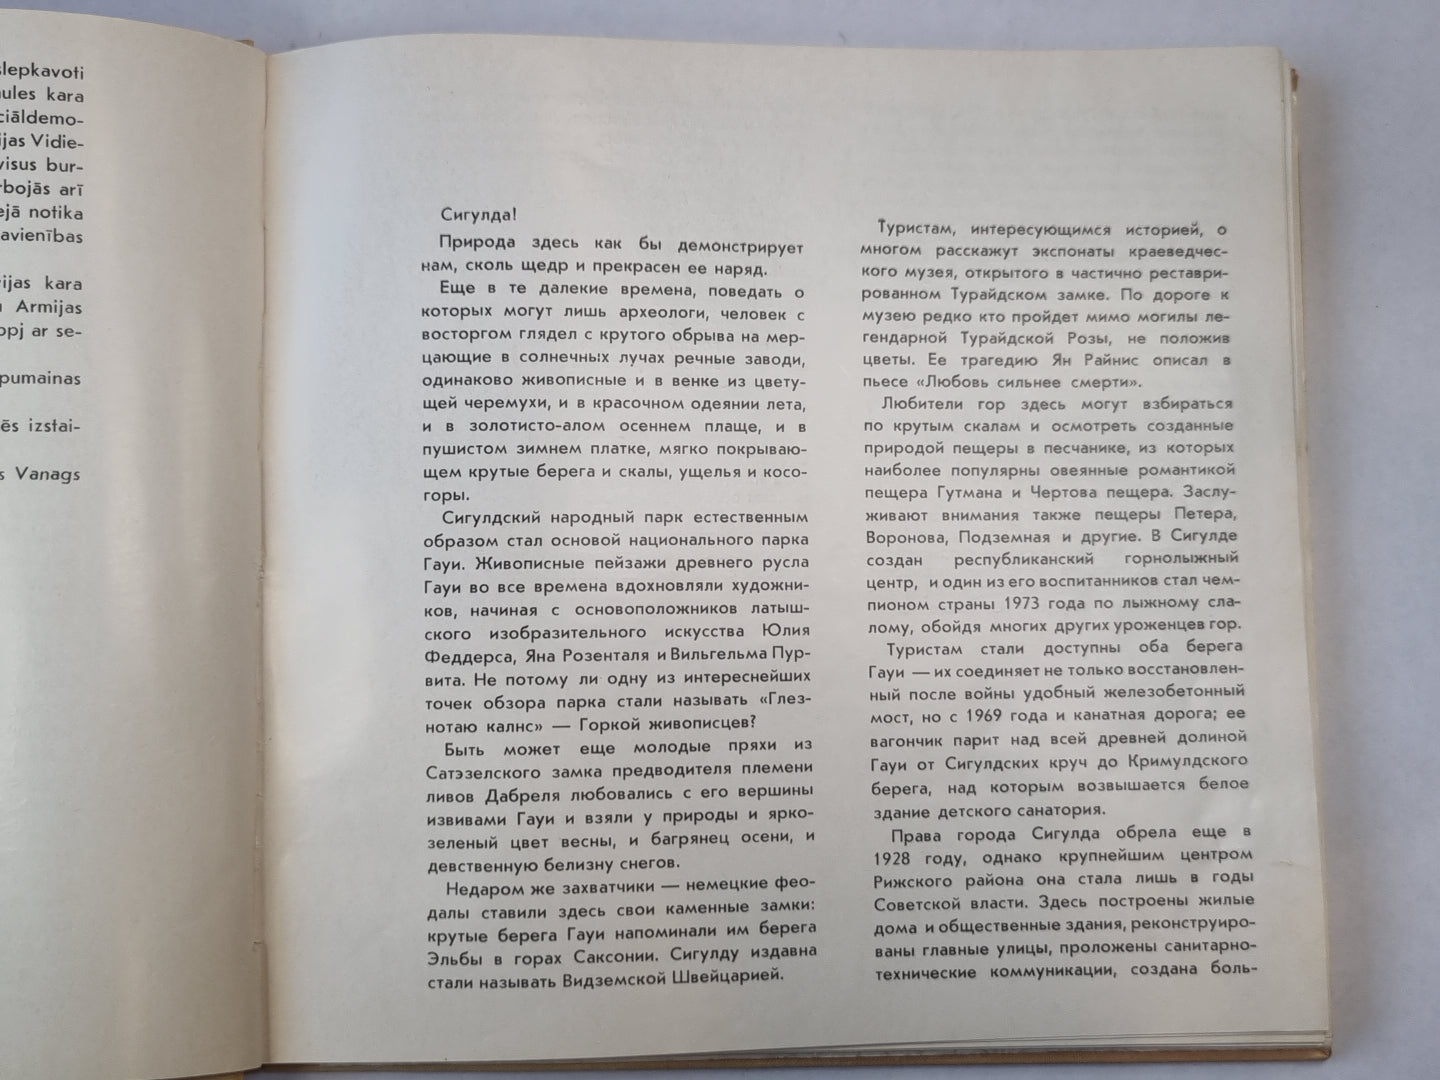 slepkavoti
kara
ciāldemo-
Vidie-
visus bur-
arī
notika
kara
Armijas
ar se-
izstai-
Vanags
Сигулда!
Природа здесь как бы демонстрирует
нам, сколь щедр и прекрасен ее наряд.
Еще в те далекие времена, поведать о
которых могут лишь археологи, человек с
восторгом глядел с крутого обрыва на мер-
цающие в солнечных лучах речные заводи,
одинаково живописные и в венке из цвету-
щей черемухи, и в красочном одеянии лета,
и в золотисто-алом осеннем плаще, и в
пушистом зимнем платке, мягко покрываю-
щем крутые берега и скалы, ущелья и косо-
горы.
Сигулдский народный парк естественным
образом стал основой национального парка
Гауи. Живописные пейзажи древнего русла
Гауи во все времена вдохновляли художни-
ков, начиная с основоположников латыш-
ского изобразительного искусства Юлия
Феддерса, Яна Розенталя и Вильгельма Пур-
вита. Не потому ли одну из интереснейших
точек обзора парка стали называть «Глез-
нотаю калнс» — Горкой живописцев?
Быть может еще молодые пряхи из
Сатэзелского замка предводителя племени
ливов Дабреля любовались с его вершины
извивами Гауи и взяли у природы и ярко-
зеленый цвет весны, и багрянец осени, и
девственную белизну снегов.
Недаром же захватчики — немецкие фео-
далы ставили здесь свои каменные замки:
крутые берега Гауи напоминали им берега
Эльбы в горах Саксонии. Сигулду издавна
стали называть Видземской Швейцарией.
Туристам, интересующимся историей, о
многом расскажут экспонаты краеведчес-
кого музея, открытого в частично реставри-
рованном Турайдском замке. По дороге к
музею редко кто пройдет мимо могилы ле-
гендарной Турайдской Розы, не положив
цветы. Ее трагедию Ян Райнис описал в
пьесе «Любовь сильнее смерти».
Любители гор здесь могут взбираться
по крутым скалам и осмотреть созданные
природой пещеры в песчанике, из которых
наиболее популярны овеянные романтикой
пещера Гутмана и Чертова пещера. Заслу-
живают внимания также пещеры Петера,
Воронова, Подземная и другие. В Сигулде
создан республиканский горнолыжный
центр, и один из его воспитанников стал чем-
пионом страны 1973 года по лыжному сла-
лому, обойдя многих других уроженцев гор.
Туристам стали доступны оба берега
Гауи — их соединяет не только восстановлен-
ный после войны удобный железобетонный
мост, но с 1969 года и канатная дорога; ее
вагончик парит над всей древней долиной
Гауи от Сигулдских круч до Кримулдского
берега, над которым возвышается белое
здание детского санатория.
Права города Сигулда обрела еще в
1928 году, однако крупнейшим центром
Рижского района она стала лишь в годы
Советской власти. Здесь построены жилые
дома и общественные здания, реконструиро-
ваны главные улицы, проложены санитарно-
технические коммуникации, создана боль-